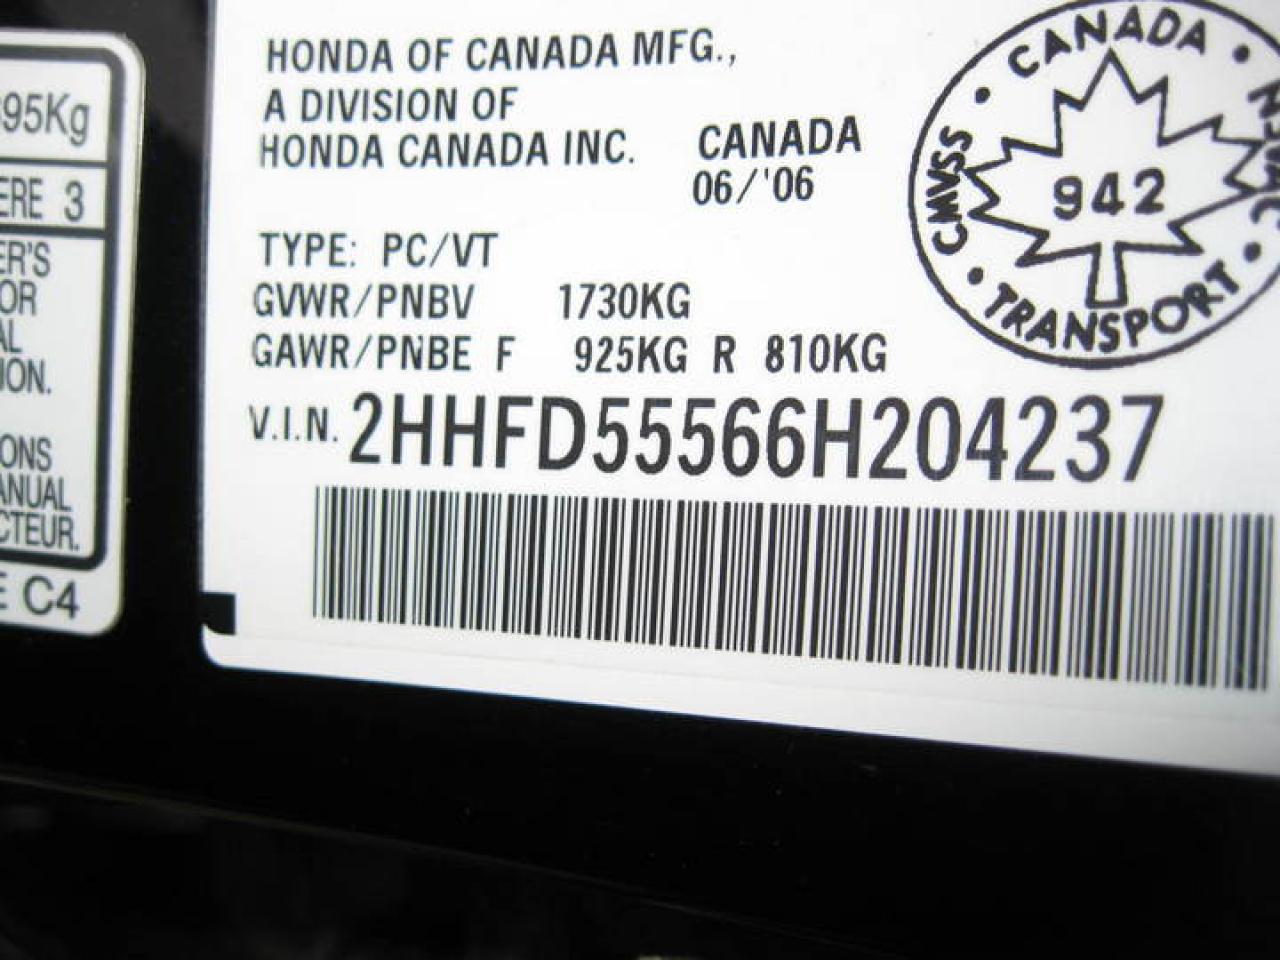 95Kg
ERE 3
ER'S
OR
AL
ION.
ONS
ANUAL
CTEUR.
E C4
HONDA OF CANADA MFG.,
A DIVISION OF
HONDA CANADA INC. CANADA
06/'06
TYPE: PC/VT
GVWR/PNBV 1730KG
GAWR/PNBE F 925KG R 810KG
V.I.N. 2HHFD55566H204237
CANADA
CMVSS
942
TRANSPORT